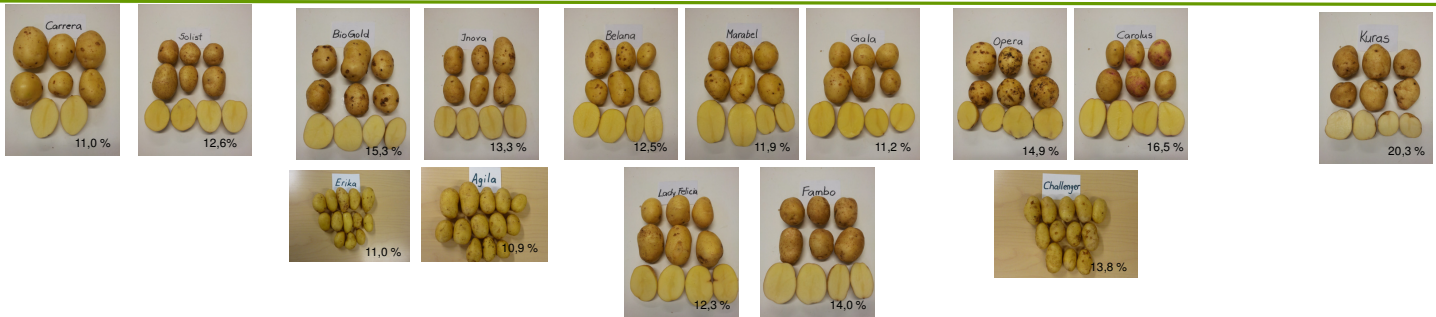 Carrera
11,0 %
Solist
12,6%
BioGold
15,3 %
Inova
13,3 %
Belana
12,5%
Marabel
11,9 %
Gala
11,2 %
Opera
14,9 %
Carolus
16,5 %
Kuras
20,3 %
Erika
11,0 %
Agila
10,9 %
Lady Felicia
12,3 %
Fambo
14,0 %
Challenger
13,8 %